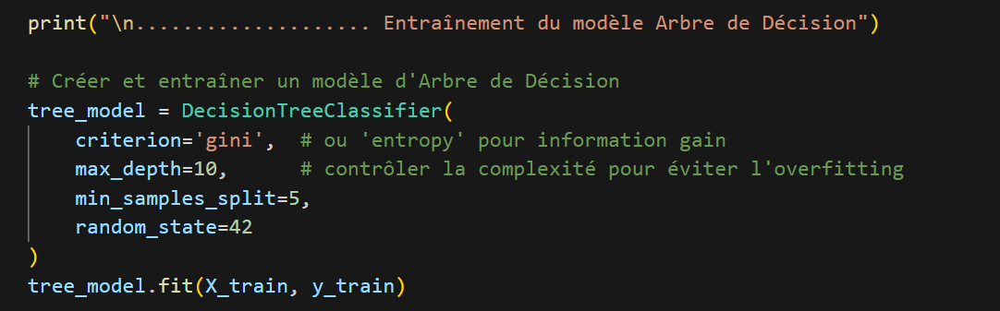 print("\n.................... Entraînement du modèle Arbre de Décision")
# Créer et entraîner un modèle d'Arbre de Décision
tree_model = DecisionTreeClassifier(
    criterion='gini',  # ou 'entropy' pour information gain
    max_depth=10,      # contrôler la complexité pour éviter l'overfitting
    min_samples_split=5,
    random_state=42
)
tree_model.fit(X_train, y_train)